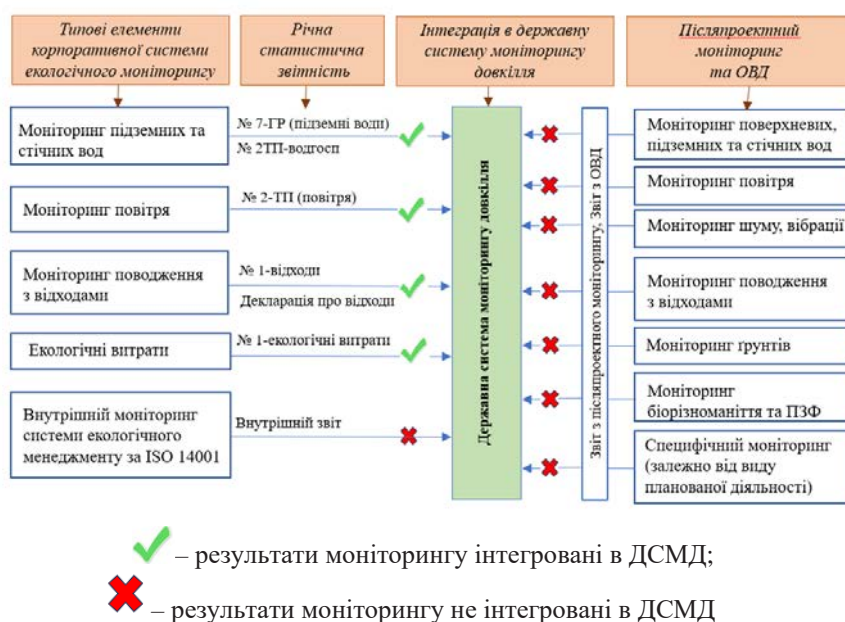 Типові елементи
корпоративної системи
екологічного моніторингу
Річна
статистична
звітність
Інтеграція в державну
систему моніторингу
довкілля
Післяпроектний
моніторинг
та ОВД
Моніторинг підземних та
стічних вод
№ 7-ГР (підземні води)
№ 2ТП-водгосп
Моніторинг повітря
№ 2-ТП (повітря)
Моніторинг поводження
з відходами
№ 1-відходи
Декларація про відходи
Екологічні витрати
№ 1-екологічні витрати
Внутрішній моніторинг
системи екологічного
менеджменту за ISO 14001
Внутрішній звіт
Державна система моніторингу довкілля
Звіт з післяпроектного моніторингу, Звіт з ОВД
Моніторинг поверхневих,
підземних та стічних вод
Моніторинг повітря
Моніторинг шуму, вібрації
Моніторинг поводження
з відходами
Моніторинг ґрунтів
Моніторинг
біорізноманіття та ПЗФ
Специфічний моніторинг
(залежно від виду
планованої діяльності)
– результати моніторингу інтегровані в ДСМД;
– результати моніторингу не інтегровані в ДСМД